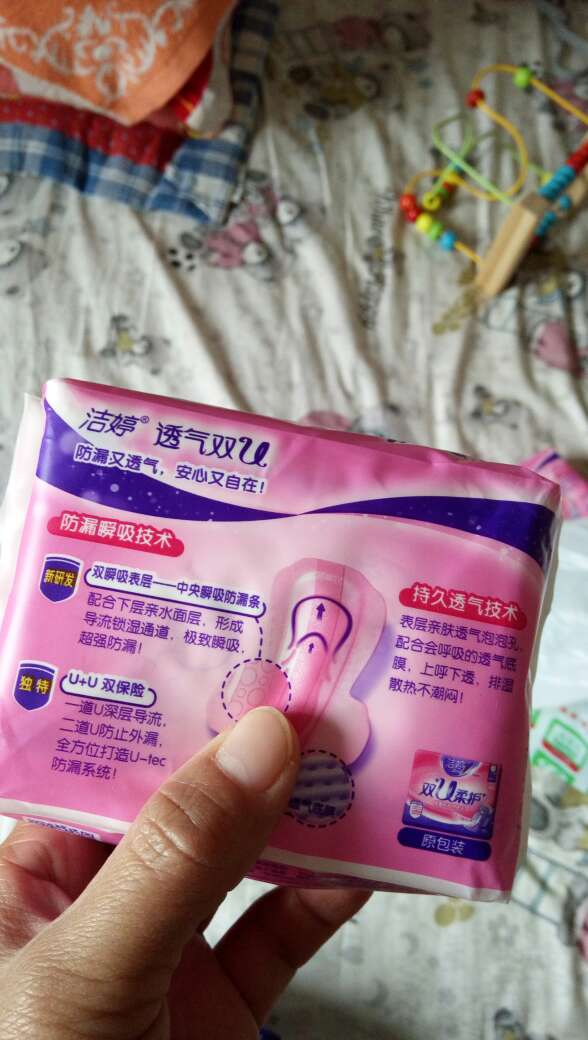 洁婷® 透气双U
防漏又透气，安心又自在！
防漏瞬吸技术
新研发
双瞬吸表层——中央瞬吸防漏条
配合下层亲水面层，形成
导流锁湿通道，极致瞬吸，
超强防漏！
独特
U+U 双保险
一道U深层导流，
二道U防止外漏，
全方位打造U-tec
防漏系统！
持久透气技术
表层亲肤透气泡泡孔，
配合会呼吸的透气底
膜，上呼下透，排湿
散热不潮闷！
透气底膜
洁婷
双U柔护+
原包装